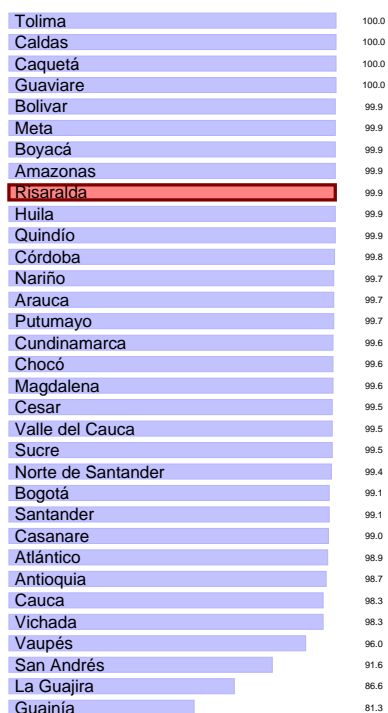 Tolima 100.0
Caldas 100.0
Caquetá 100.0
Guaviare 100.0
Bolivar 99.9
Meta 99.9
Boyacá 99.9
Amazonas 99.9
Risaralda 99.9
Huila 99.9
Quindío 99.9
Córdoba 99.8
Nariño 99.7
Arauca 99.7
Putumayo 99.7
Cundinamarca 99.6
Chocó 99.6
Magdalena 99.6
Cesar 99.5
Valle del Cauca 99.5
Sucre 99.5
Norte de Santander 99.4
Bogotá 99.1
Santander 99.1
Casanare 99.0
Atlántico 98.9
Antioquia 98.7
Cauca 98.3
Vichada 98.3
Vaupés 96.0
San Andrés 91.6
La Guajira 86.6
Guainía 81.3